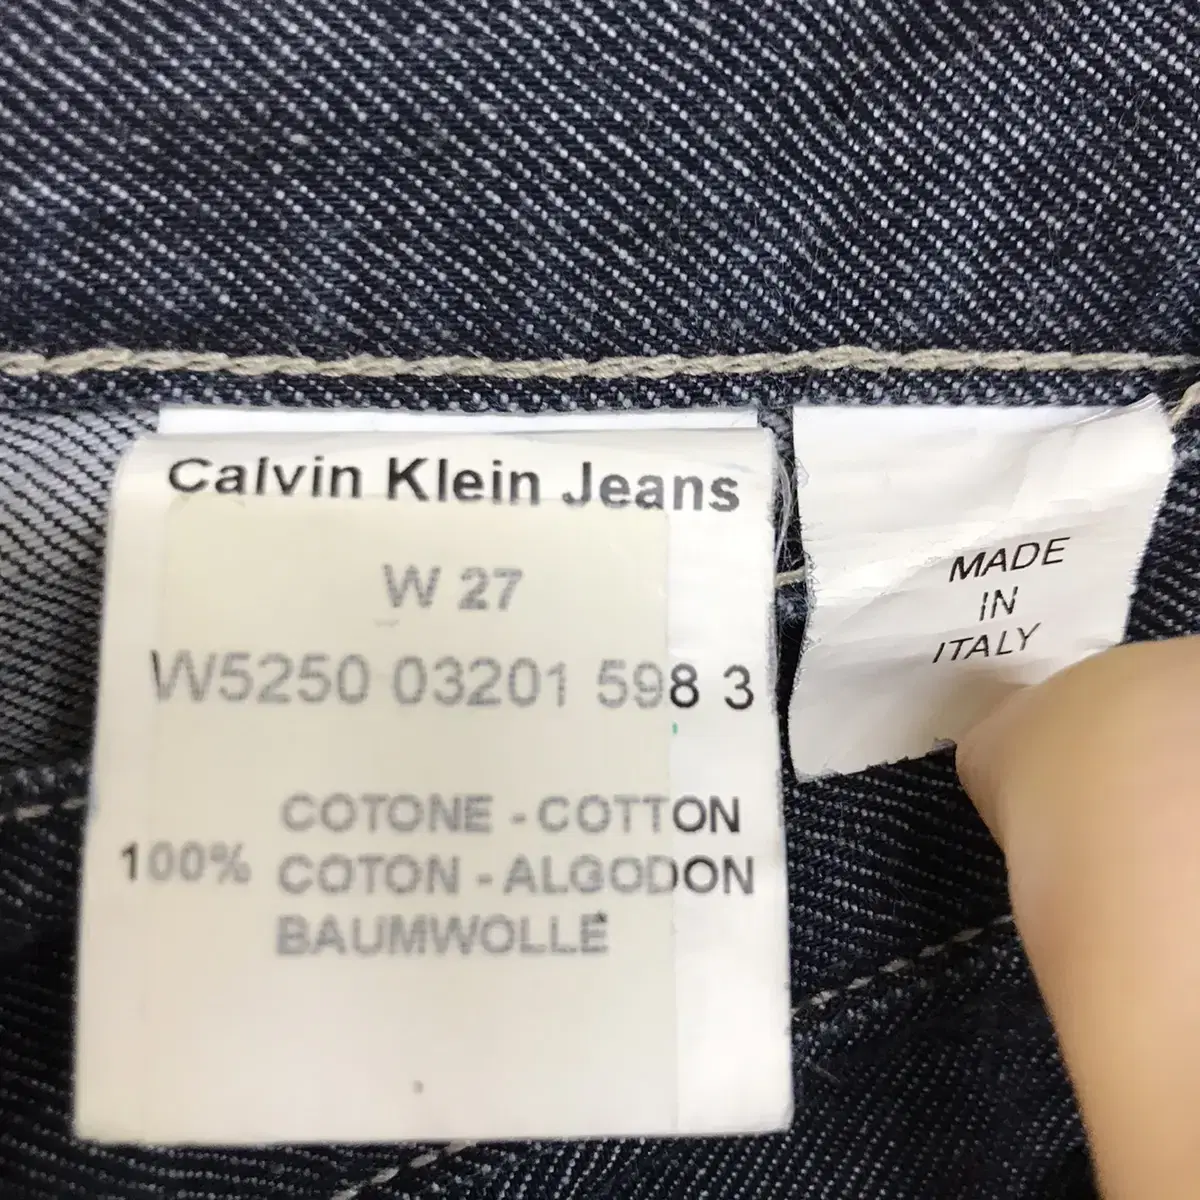 Calvin Klein Jeans
W 27
W5250 03201 598 3
COTONE - COTTON
100% COTON - ALGODON
BAUMWOLLE
MADE
IN
ITALY